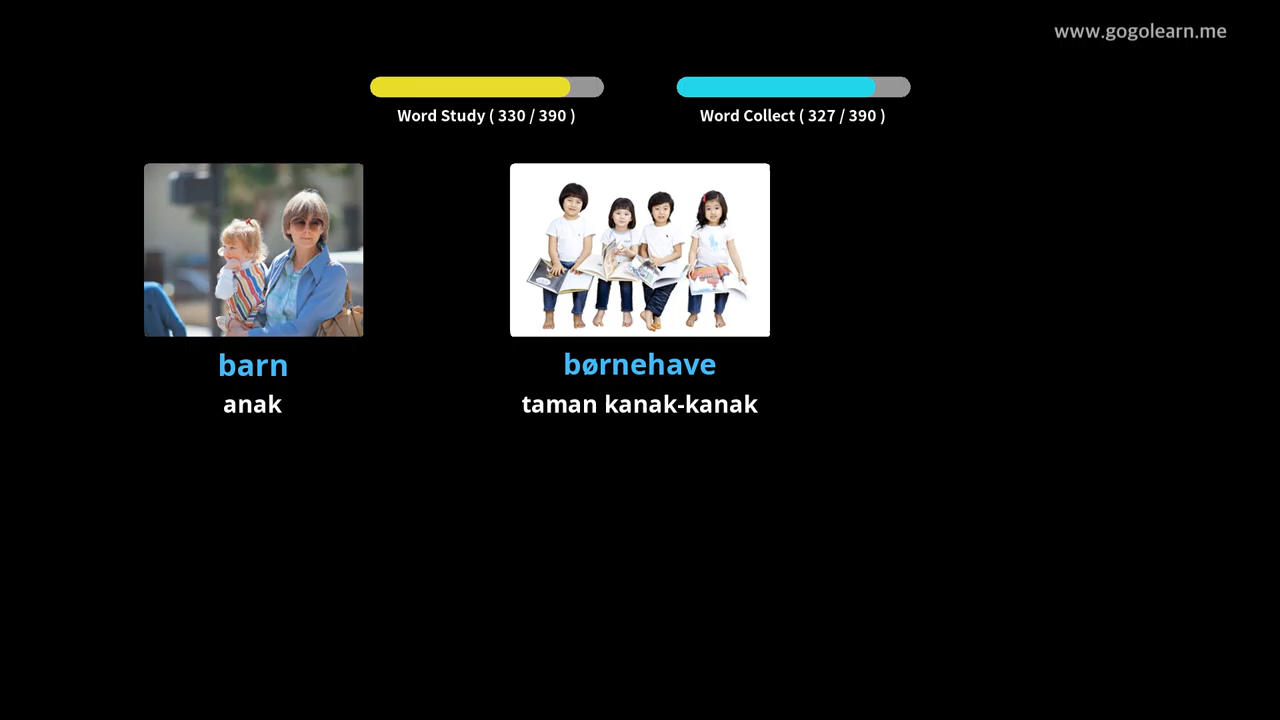 www.gogolearn.me
Word Study ( 330 / 390 )
Word Collect ( 327 / 390 )
barn
børnehave
anak
taman kanak-kanak